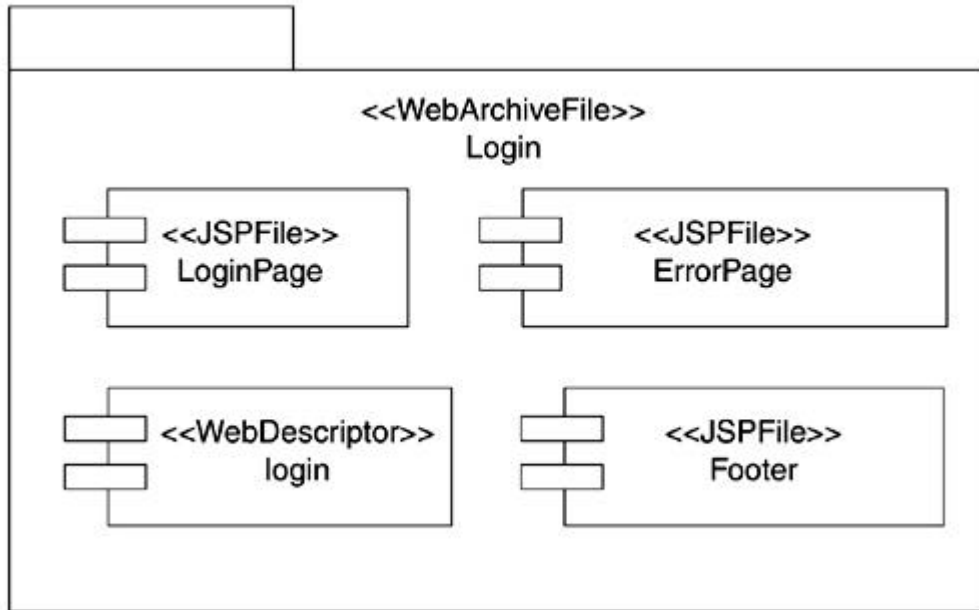 <<WebArchiveFile>>
Login
<<JSPFile>>
LoginPage
<<JSPFile>>
ErrorPage
<<WebDescriptor>>
login
<<JSPFile>>
Footer